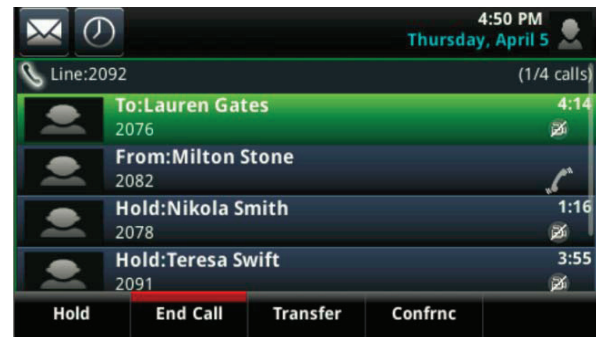 4:50 PM
Thursday, April 5
Line:2092 (1/4 calls)
To:Lauren Gates 4:14
2076
From:Milton Stone
2082
Hold:Nikola Smith 1:16
2078
Hold:Teresa Swift 3:55
2091
Hold End Call Transfer Confrnc